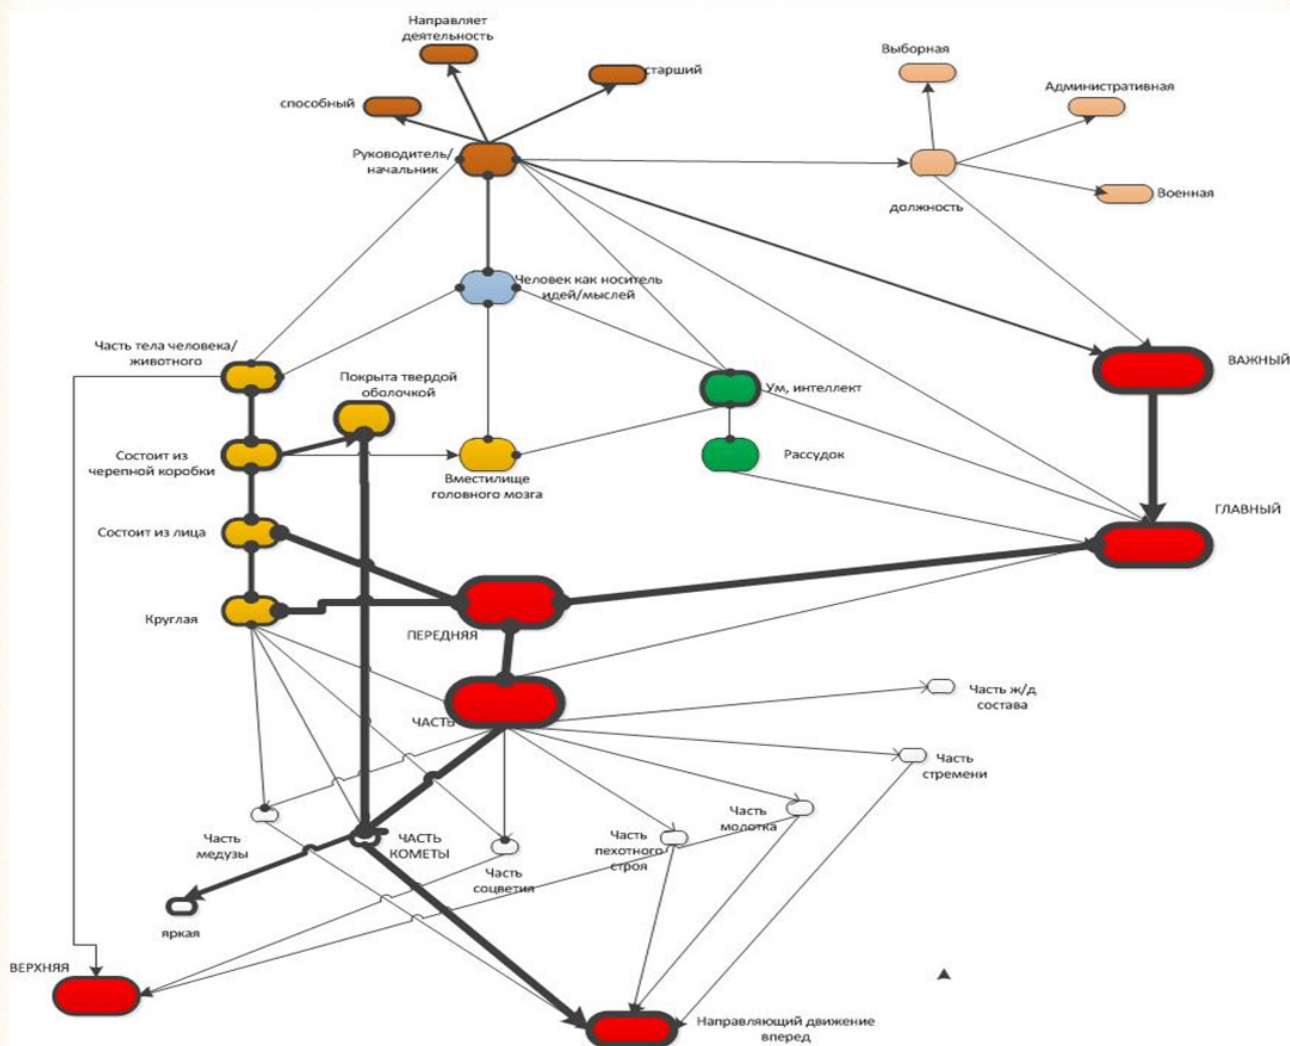 Направляет
деятельность
старший
способный
Выборная
Административная
Руководитель/
начальник
должность
Военная
Человек как носитель
идей/мыслей
Часть тела человека/
животного
ВАЖНЫЙ
Покрыта твердой
оболочкой
Ум, интеллект
Состоит из
черепной коробки
Рассудок
Вместилище
головного мозга
ГЛАВНЫЙ
Состоит из лица
Круглая
ПЕРЕДНЯЯ
Часть ж/д
состава
ЧАСТЬ
Часть
стремени
Часть
молотка
Часть
медузы
ЧАСТЬ
КОМЕТЫ
Часть
пехотного
строя
Часть
соцветия
яркая
ВЕРХНЯЯ
Направляющий движение
вперед